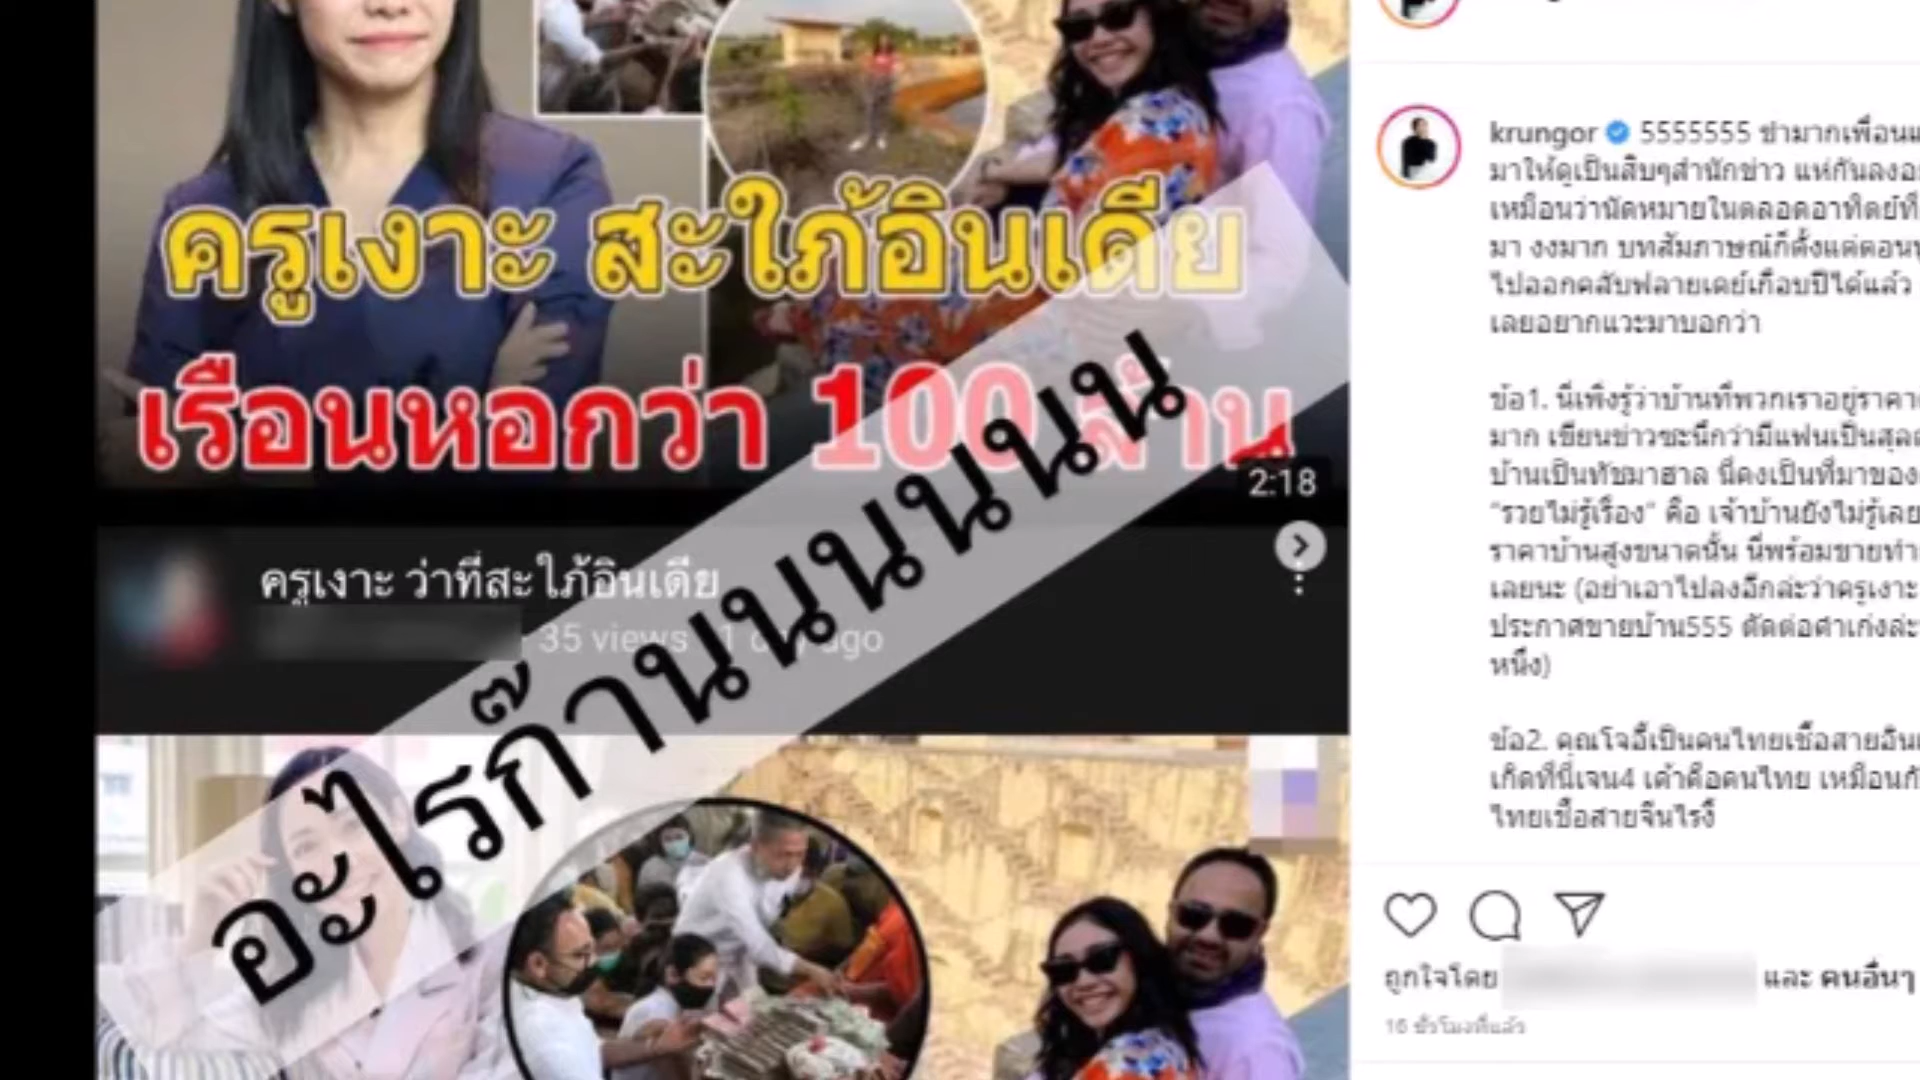 ครูเงาะ สะใภ้อินเดีย
เรือนหอกว่า 100 ล้าน
2:18
ครูเงาะ ว่าที่สะใภ้อินเดีย
35 views 1 day ago
อะไรก๊านนนนนน
krungor 5555555 ขำมากเพื่อน
มาให้ดูเป็นสิบๆสำนักข่าว แห่กันลง
เหมือนว่านัดหมายในตลอดอาทิตย์ที่
มา งงมาก บทสัมภาษณ์ก็ตั้งแต่ตอน
ไปออกคลับฟลายเดย์เกือบปีได้แล้ว
เลยอยากแวะมาบอกว่า
ข้อ1. นี่เพิ่งรู้ว่าบ้านที่พวกเราอยู่ราคา
มาก เขียนข่าวซะนึกว่ามีแฟนเป็น
บ้านเป็นทัชมาฮาล นี่คงเป็นที่มาของ
"รวยไม่รู้เรื่อง" คือ เจ้าบ้านยังไม่รู้เลย
ราคาบ้านสูงขนาดนั้น นี่พร้อมขาย
เลยนะ (อย่าเอาไปลงอีกล่ะว่าครูเงาะ
ประกาศขายบ้าน555 ตัดต่อคำเก่งล่ะ
หนึ่ง)
ข้อ2. คุณโจอี้เป็นคนไทยเชื้อสาย
เกิดที่นี่เจน4 เค้าคือคนไทย เหมือน
ไทยเชื้อสายจีนไรงี้
ถูกใจโดย และ คนอื่นๆ
16 ชั่วโมงที่แล้ว